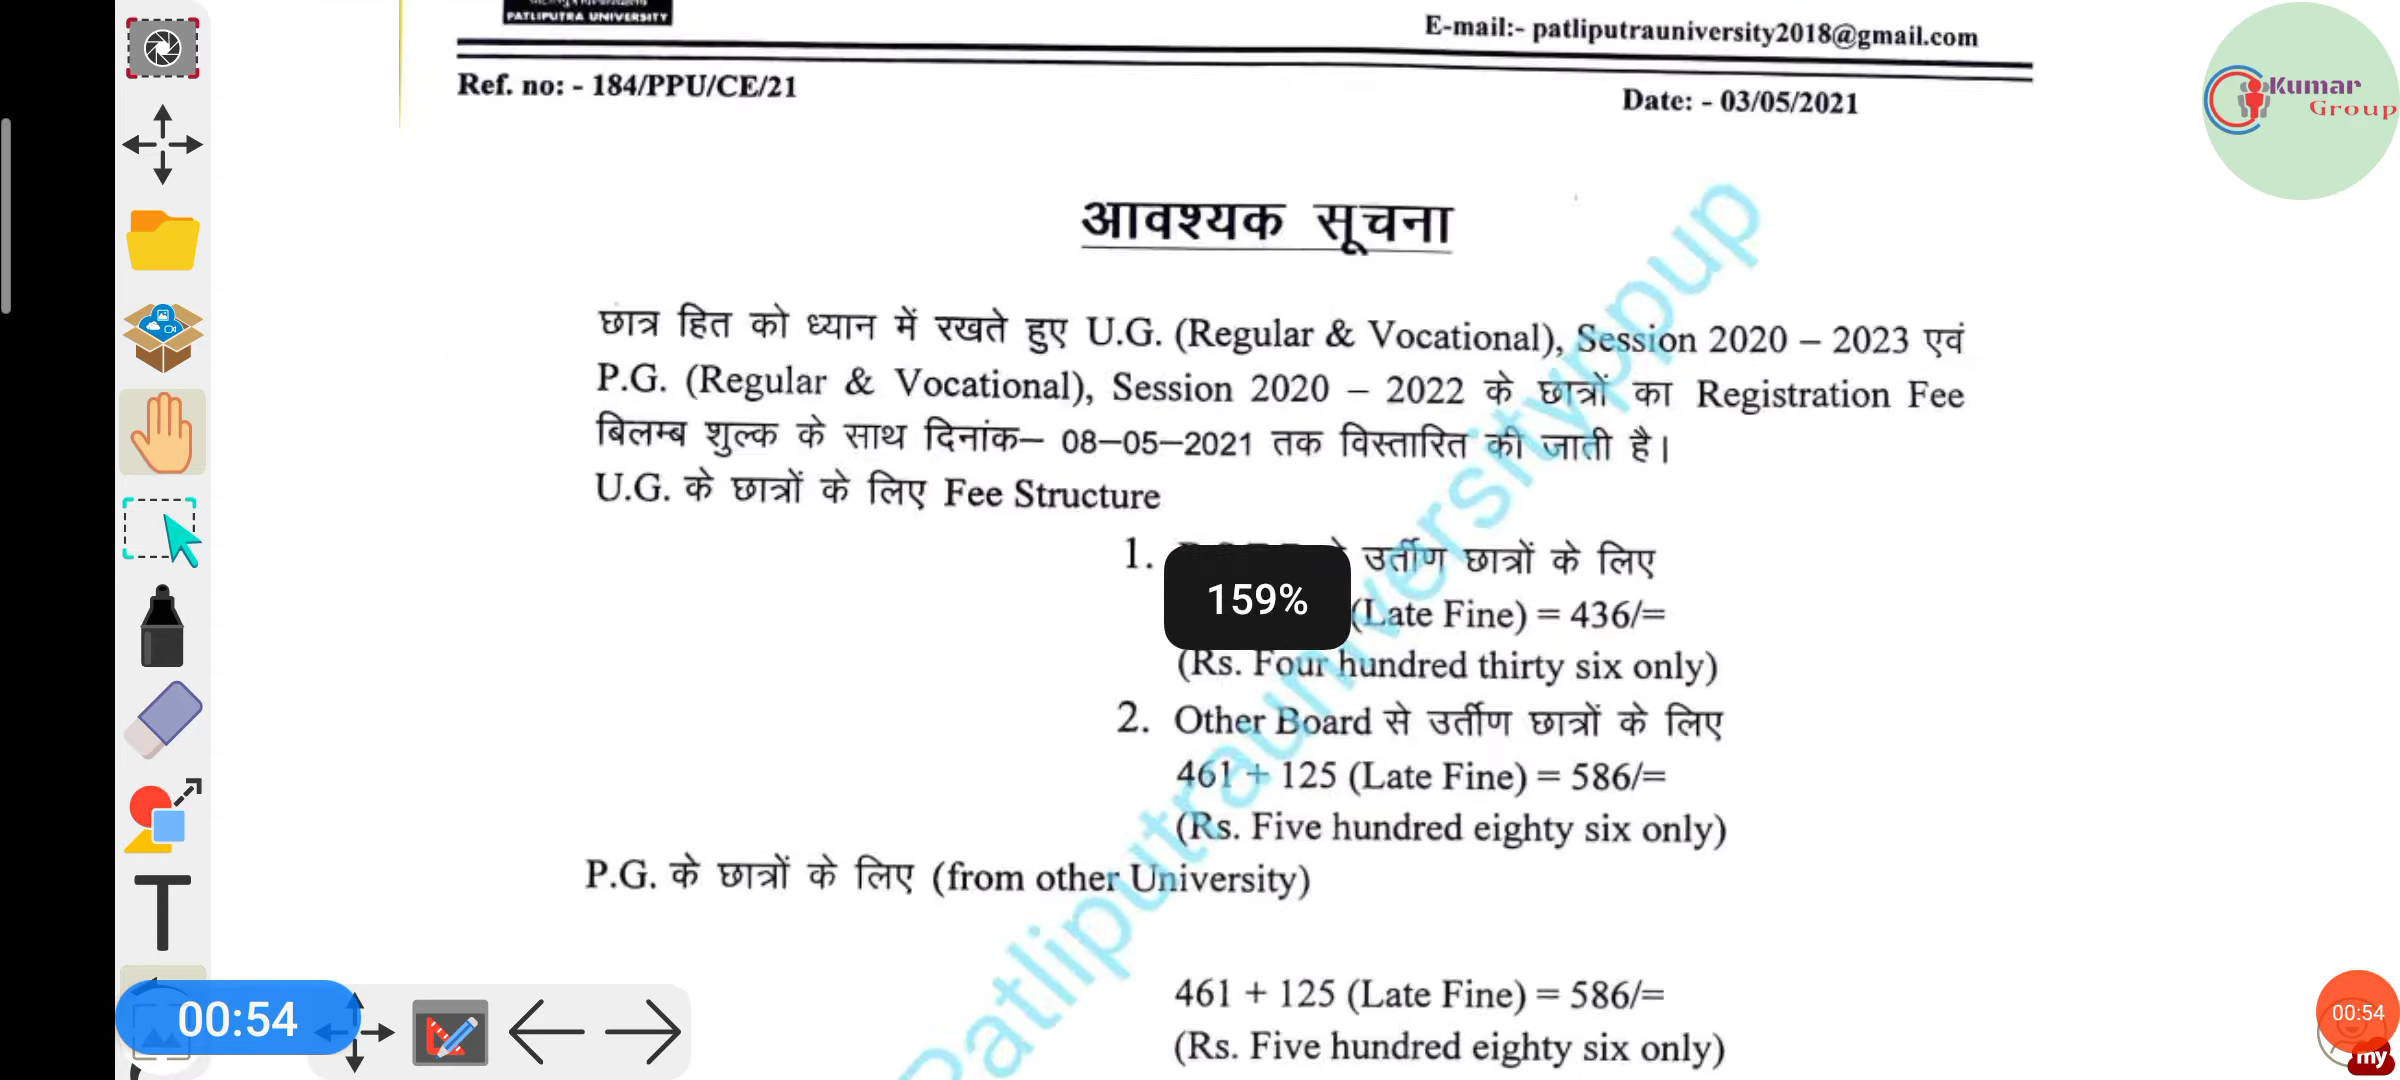 PATLIPUTRA UNIVERSITY
E-mail:- patliputrauniversity2018@gmail.com
Ref. no: - 184/PPU/CE/21
Date: - 03/05/2021
Kumar
Group
आवश्यक सूचना
छात्र हित को ध्यान में रखते हुए U.G. (Regular & Vocational), Session 2020 – 2023 एवं
P.G. (Regular & Vocational), Session 2020 – 2022 के छात्रों का Registration Fee
बिलम्ब शुल्क के साथ दिनांक– 08–05–2021 तक विस्तारित की जाती है।
U.G. के छात्रों के लिए Fee Structure
1. उर्तीण छात्रों के लिए
159%
(Late Fine) = 436/=
(Rs. Four hundred thirty six only)
2. Other Board से उर्तीण छात्रों के लिए
461 + 125 (Late Fine) = 586/=
(Rs. Five hundred eighty six only)
P.G. के छात्रों के लिए (from other University)
461 + 125 (Late Fine) = 586/=
(Rs. Five hundred eighty six only)
Patliputrauniversityppup
T
00:54
00:54
my